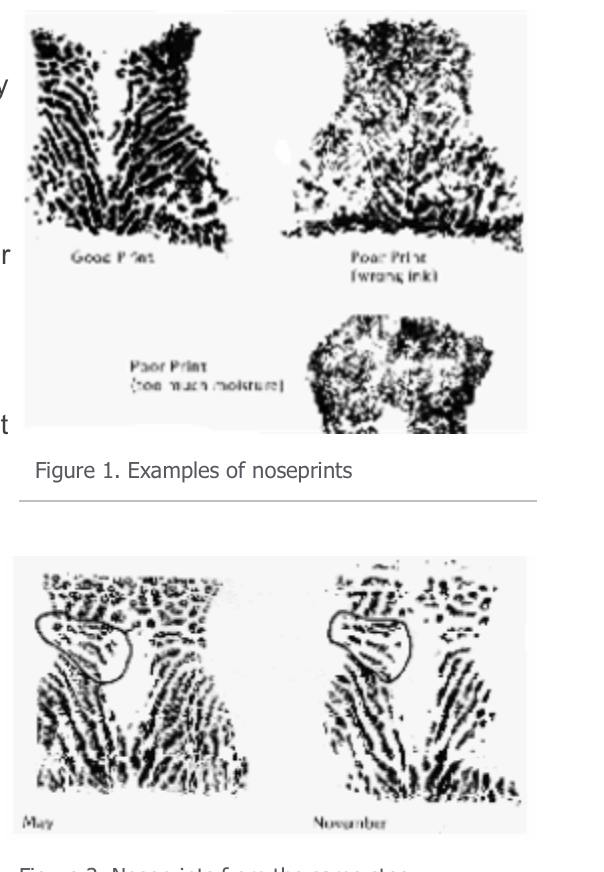 y
r
t
Good Print
Poor Print
(wrong ink)
Poor Print
(too much moisture)
Figure 1. Examples of noseprints
May
November